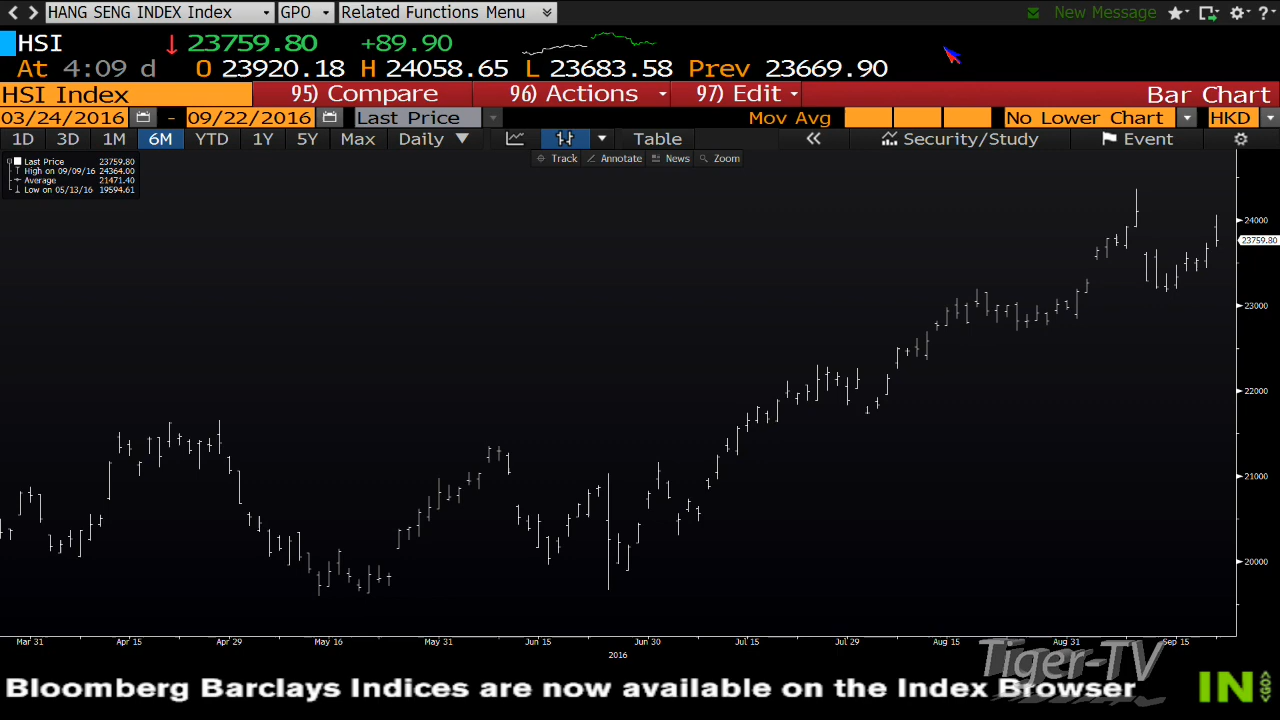 HANG SENG INDEX Index GPO Related Functions Menu New Message ?
HSI 23759.80 +89.90
At 4:09 d O 23920.18 H 24058.65 L 23683.58 Prev 23669.90
HSI Index 95) Compare 96) Actions 97) Edit Bar Chart
03/24/2016 - 09/22/2016 Last Price Mov Avg No Lower Chart HKD
1D 3D 1M 6M YTD 1Y 5Y Max Daily Table Security/Study Event
Track Annotate News Zoom
Last Price 23759.80
High on 09/09/16 24364.00
Average 21471.40
Low on 05/13/16 19594.61
24000
23759.80
23000
22000
21000
20000
Mar 31 Apr 15 Apr 29 May 16 May 31 Jun 15 Jun 30 Jul 15 Jul 29 Aug 15 Aug 31 Sep 15
2016
Tiger-TV
Bloomberg Barclays Indices are now available on the Index Browser
IN